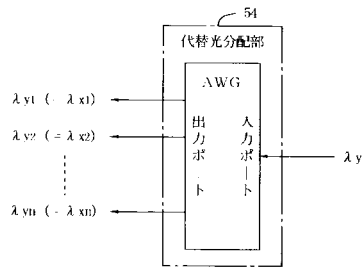 54
代替光分配部
AWG
λy1 (= λx1)
λy2 (= λx2)
λyn (= λxn)
出力ポート
入力ポート
λy